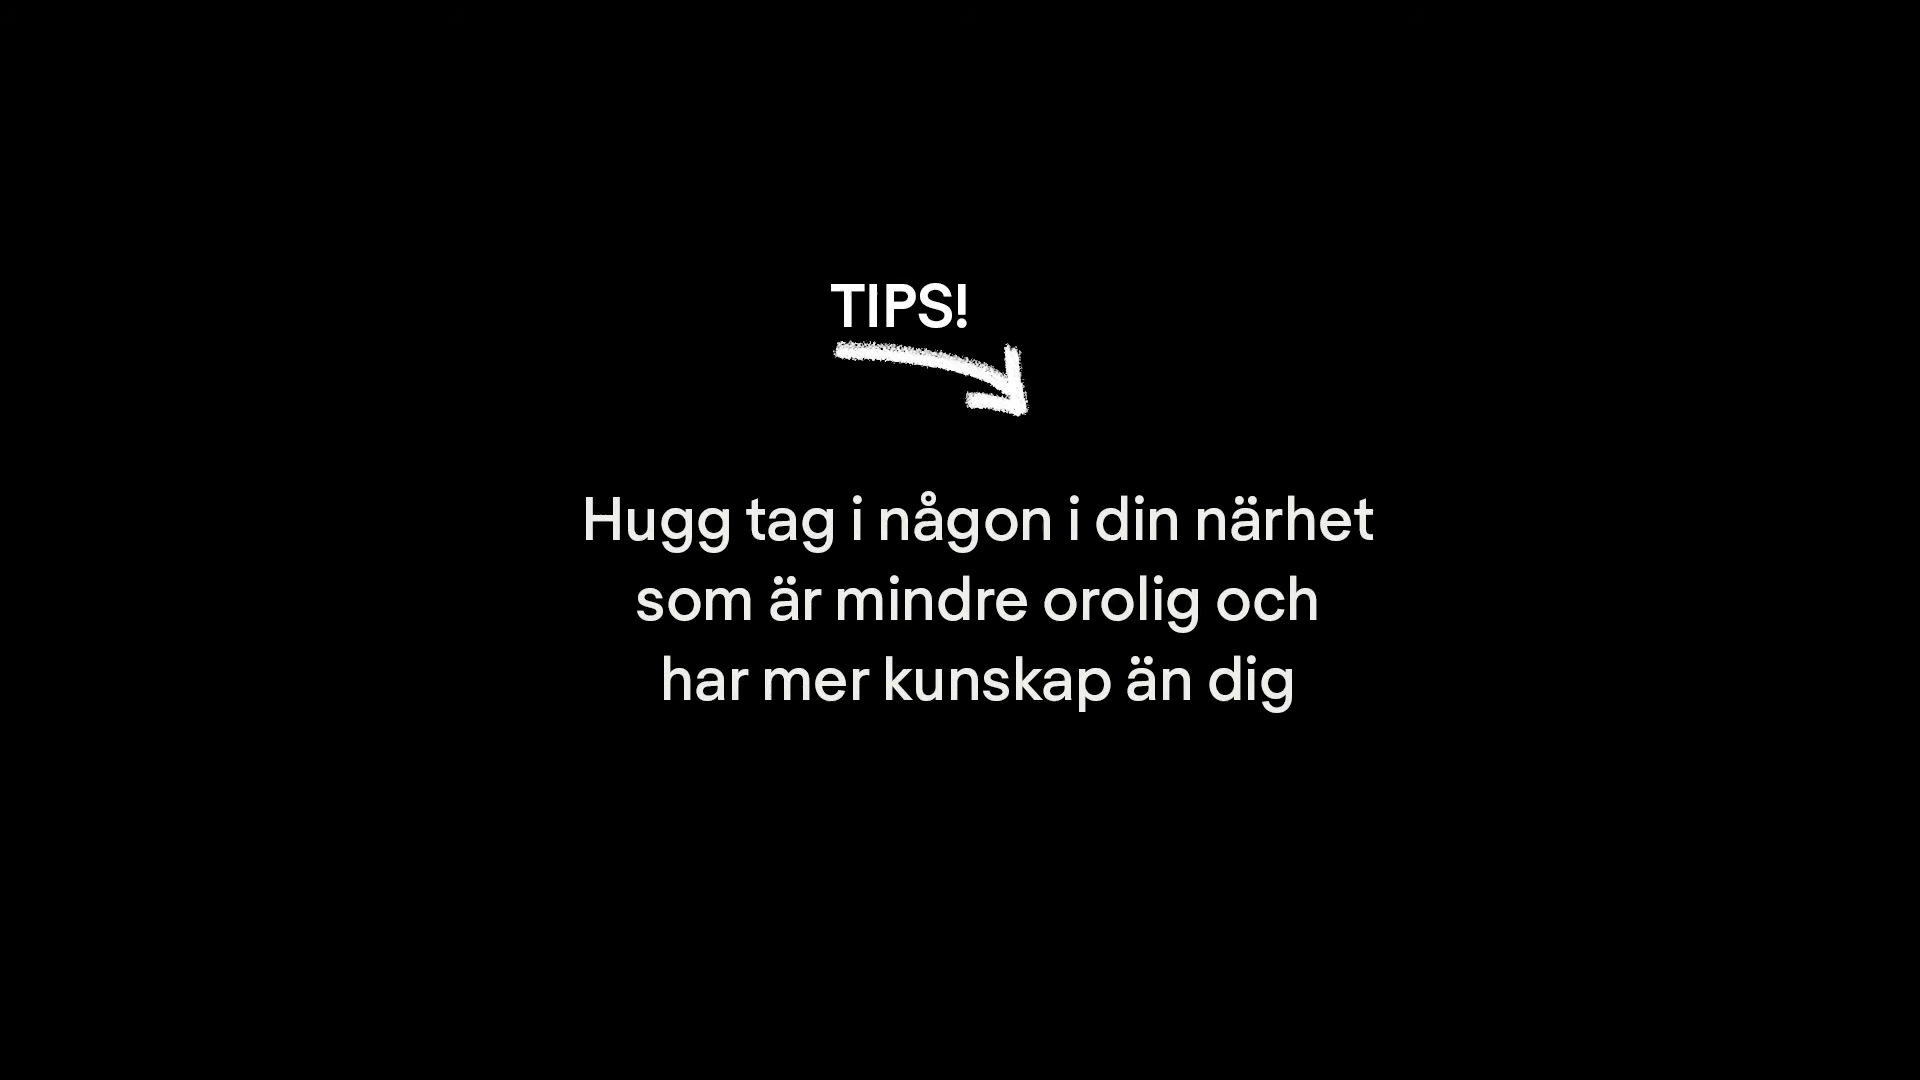 TIPS!
Hugg tag i någon i din närhet
som är mindre orolig och
har mer kunskap än dig